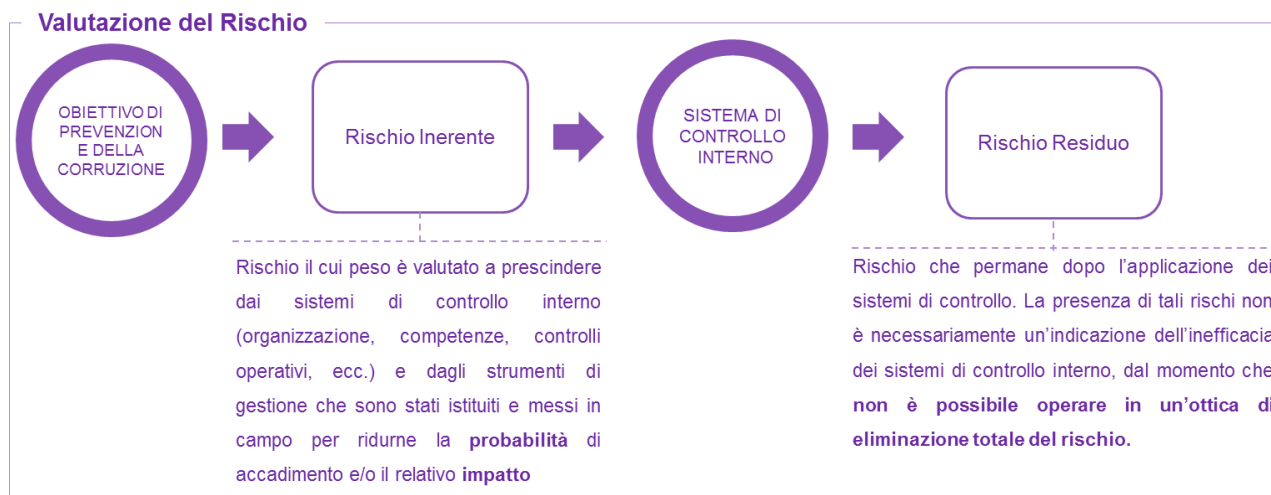 Valutazione del Rischio
OBIETTIVO DI
PREVENZION
E DELLA
CORRUZIONE
Rischio Inerente
SISTEMA DI
CONTROLLO
INTERNO
Rischio Residuo
Rischio il cui peso è valutato a prescindere
dai sistemi di controllo interno
(organizzazione, competenze, controlli
operativi, ecc.) e dagli strumenti di
gestione che sono stati istituiti e messi in
campo per ridurne la probabilità di
accadimento e/o il relativo impatto
Rischio che permane dopo l’applicazione dei
sistemi di controllo. La presenza di tali rischi non
è necessariamente un’indicazione dell’inefficacia
dei sistemi di controllo interno, dal momento che
non è possibile operare in un’ottica di
eliminazione totale del rischio.